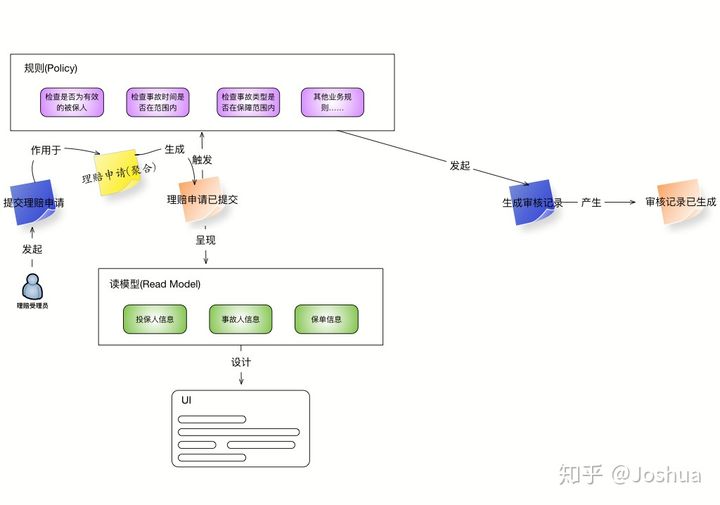 规则(Policy)
检查是否为有效
的被保人
检查事故时间是
否在范围内
检查事故类型是
否在保障范围内
其他业务规
则……
作用于
生成
触发
发起
理赔申请(聚合)
提交理赔申请
理赔申请已提交
生成审核记录
产生
审核记录已生成
发起
呈现
理赔受理员
读模型(Read Model)
投保人信息
事故人信息
保单信息
设计
UI
知乎 @Joshua